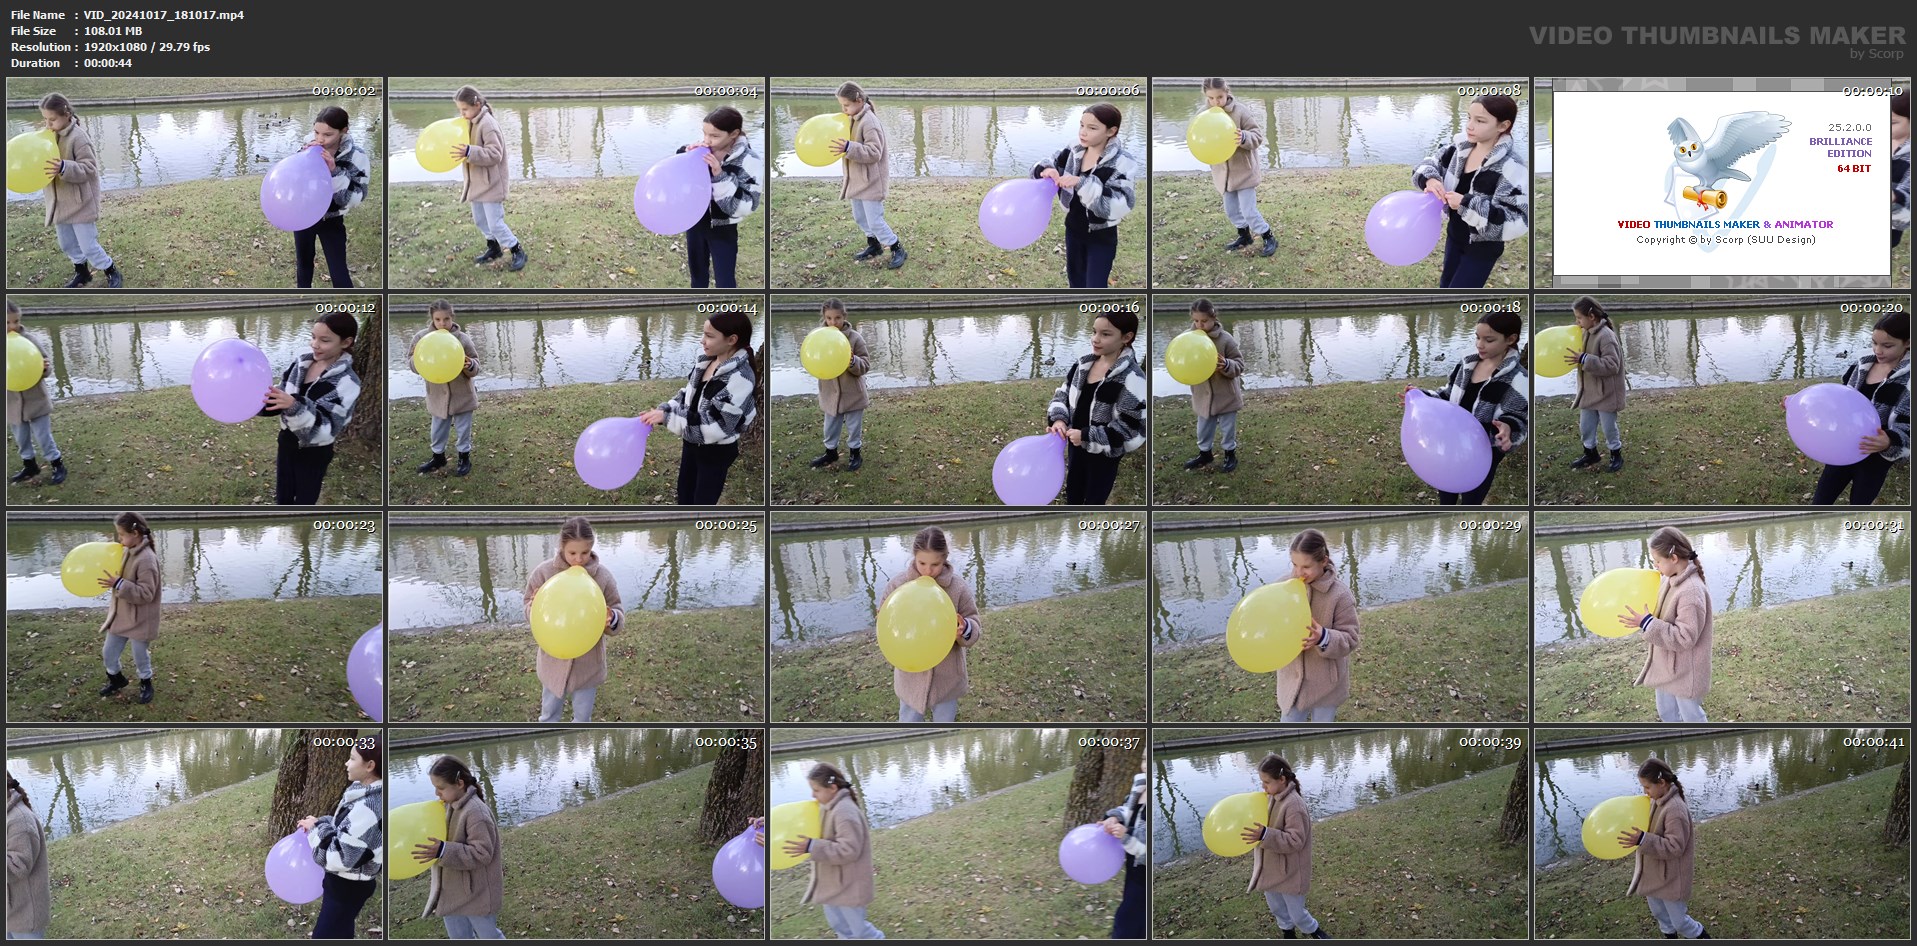 File Name : VID_20241017_181017.mp4
File Size : 108.01 MB
Resolution : 1920x1080 / 29.79 fps
Duration : 00:00:44
VIDEO THUMBNAILS MAKER
by Scorp
00:00:02
00:00:04
00:00:06
00:00:08
00:00:10
25.2.0.0
BRILLIANCE
EDITION
64 BIT
VIDEO THUMBNAILS MAKER & ANIMATOR
Copyright © by Scorp (SUU Design)
00:00:12
00:00:14
00:00:16
00:00:18
00:00:20
00:00:23
00:00:25
00:00:27
00:00:29
00:00:31
00:00:33
00:00:35
00:00:37
00:00:39
00:00:41